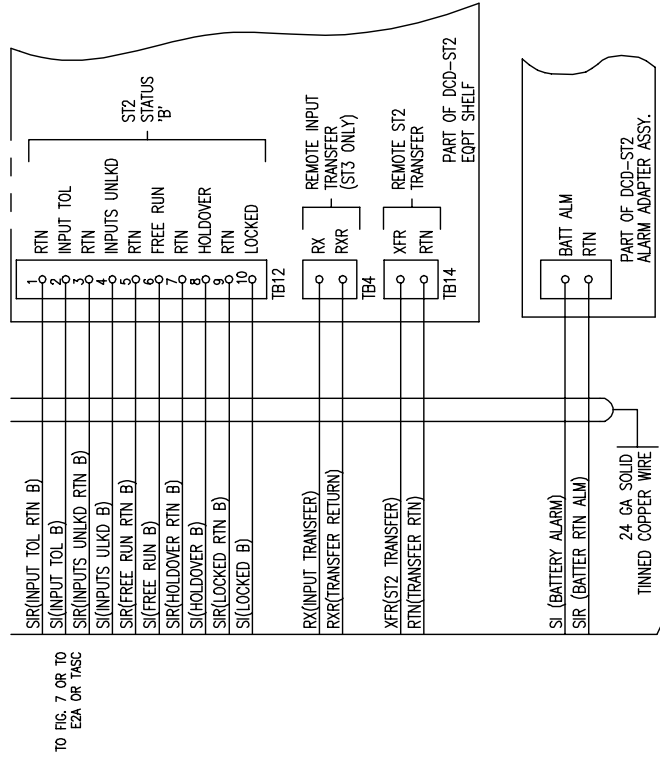 TO FIG. 7 OR TO
E2A OR TASC
SIR(INPUT TOL RTN B)
SI(INPUT TOL B)
SIR(INPUTS UNLKD RTN B)
SI(INPUTS ULKD B)
SIR(FREE RUN RTN B)
SI(FREE RUN B)
SIR(HOLDOVER RTN B)
SI(HOLDOVER B)
SIR(LOCKED RTN B)
SI(LOCKED B)
RX(INPUT TRANSFER)
RXR(TRANSFER RETURN)
XFR(ST2 TRANSFER)
RTN(TRANSFER RTN)
SI (BATTERY ALARM)
SIR (BATTER RTN ALM)
24 GA SOLID
TINNED COPPER WIRE
1 RTN
2 INPUT TOL
3 RTN
4 INPUTS UNLKD
5 RTN
6 FREE RUN
7 RTN
8 HOLDOVER
9 RTN
10 LOCKED
TB12
ST2
STATUS
'B'
RX
RXR
TB4
REMOTE INPUT
TRANSFER
(ST3 ONLY)
XFR
RTN
TB14
REMOTE ST2
TRANSFER
PART OF DCD-ST2
EQPT SHELF
BATT ALM
RTN
PART OF DCD-ST2
ALARM ADAPTER ASSY.